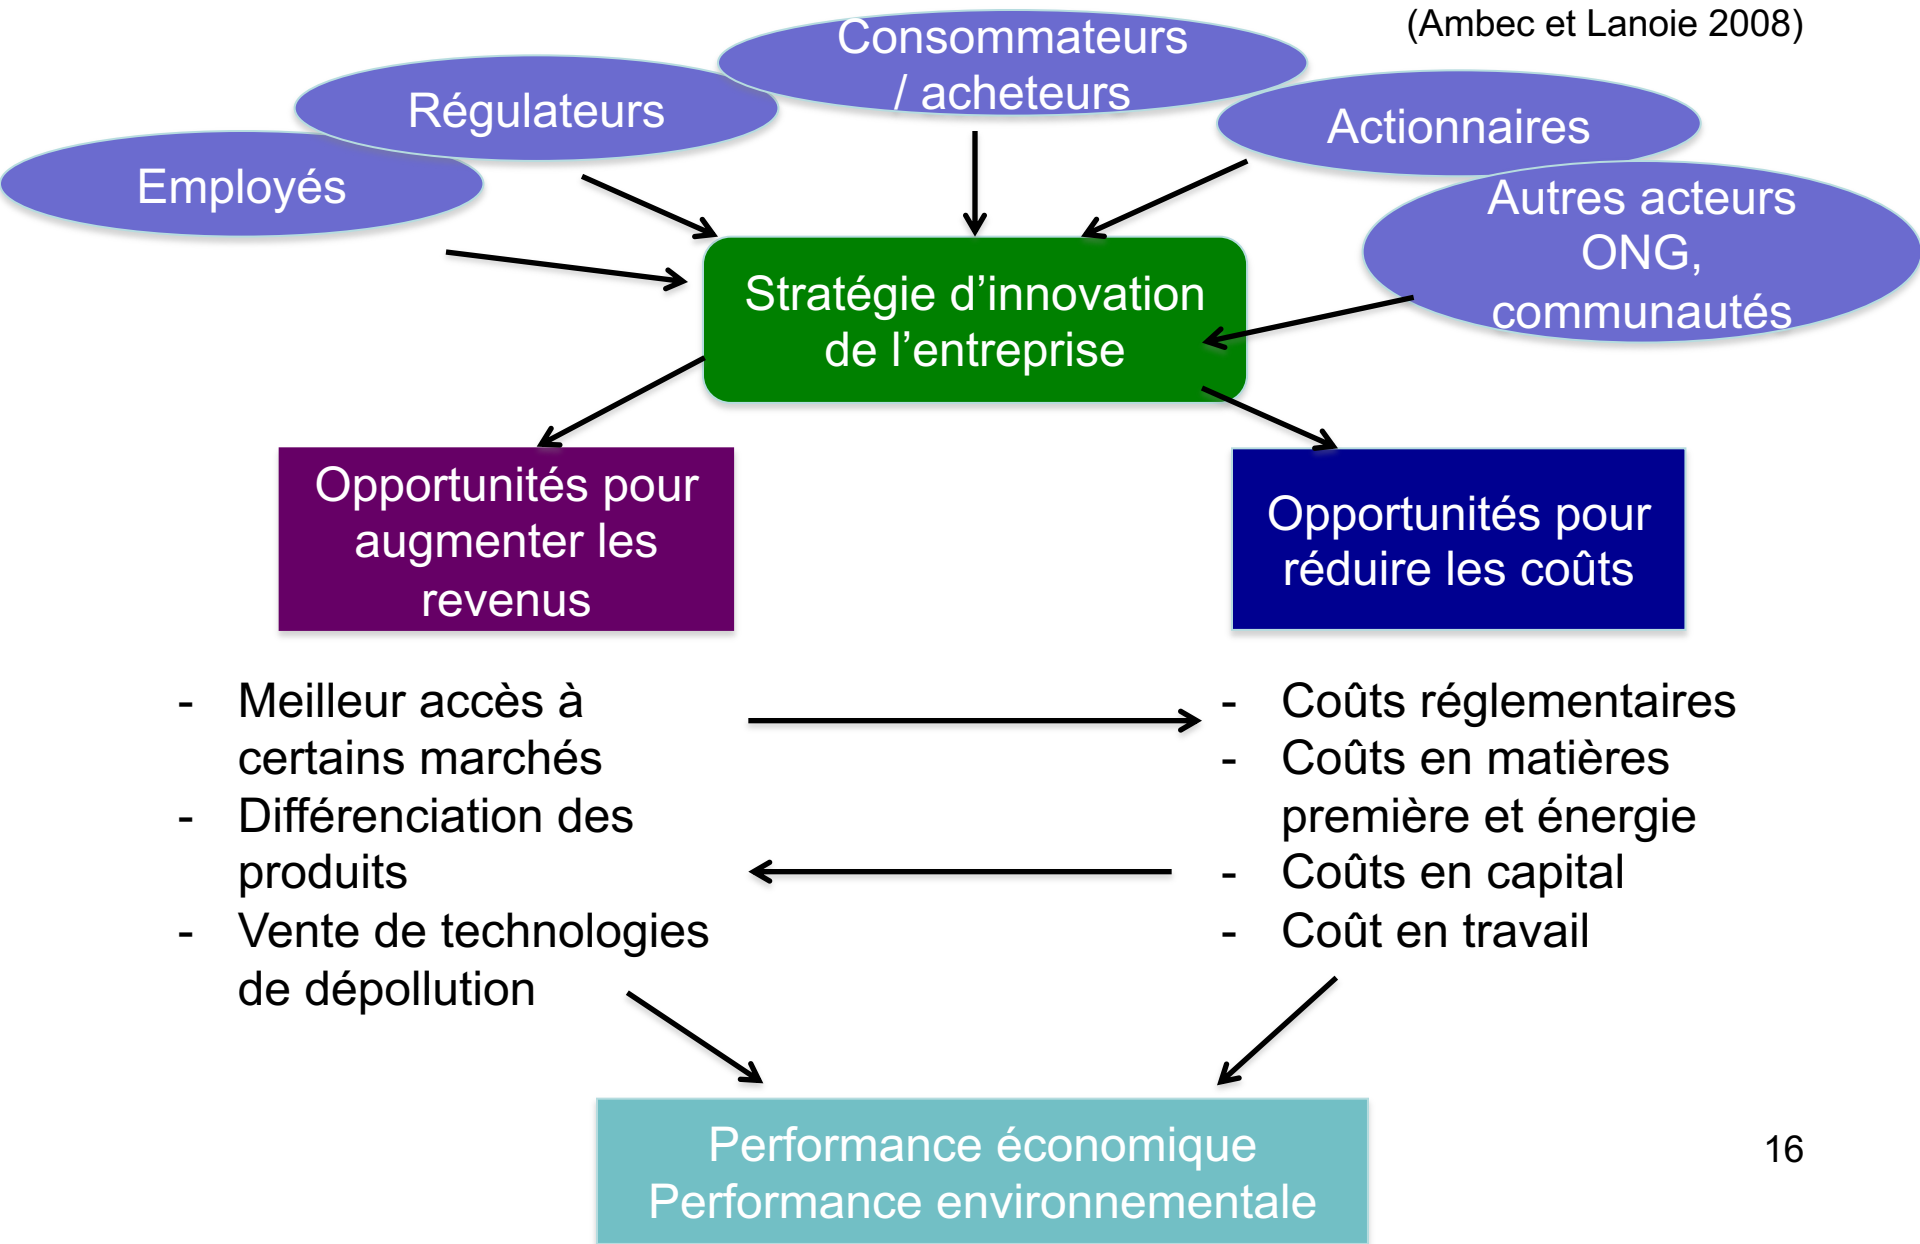 (Ambec et Lanoie 2008)
Consommateurs
/ acheteurs
Régulateurs
Actionnaires
Employés
Autres acteurs
ONG,
communautés
Stratégie d’innovation
de l’entreprise
Opportunités pour
augmenter les
revenus
Opportunités pour
réduire les coûts
- Meilleur accès à
certains marchés
- Différenciation des
produits
- Vente de technologies
de dépollution
- Coûts réglementaires
- Coûts en matières
première et énergie
- Coûts en capital
- Coût en travail
Performance économique
Performance environnementale
16